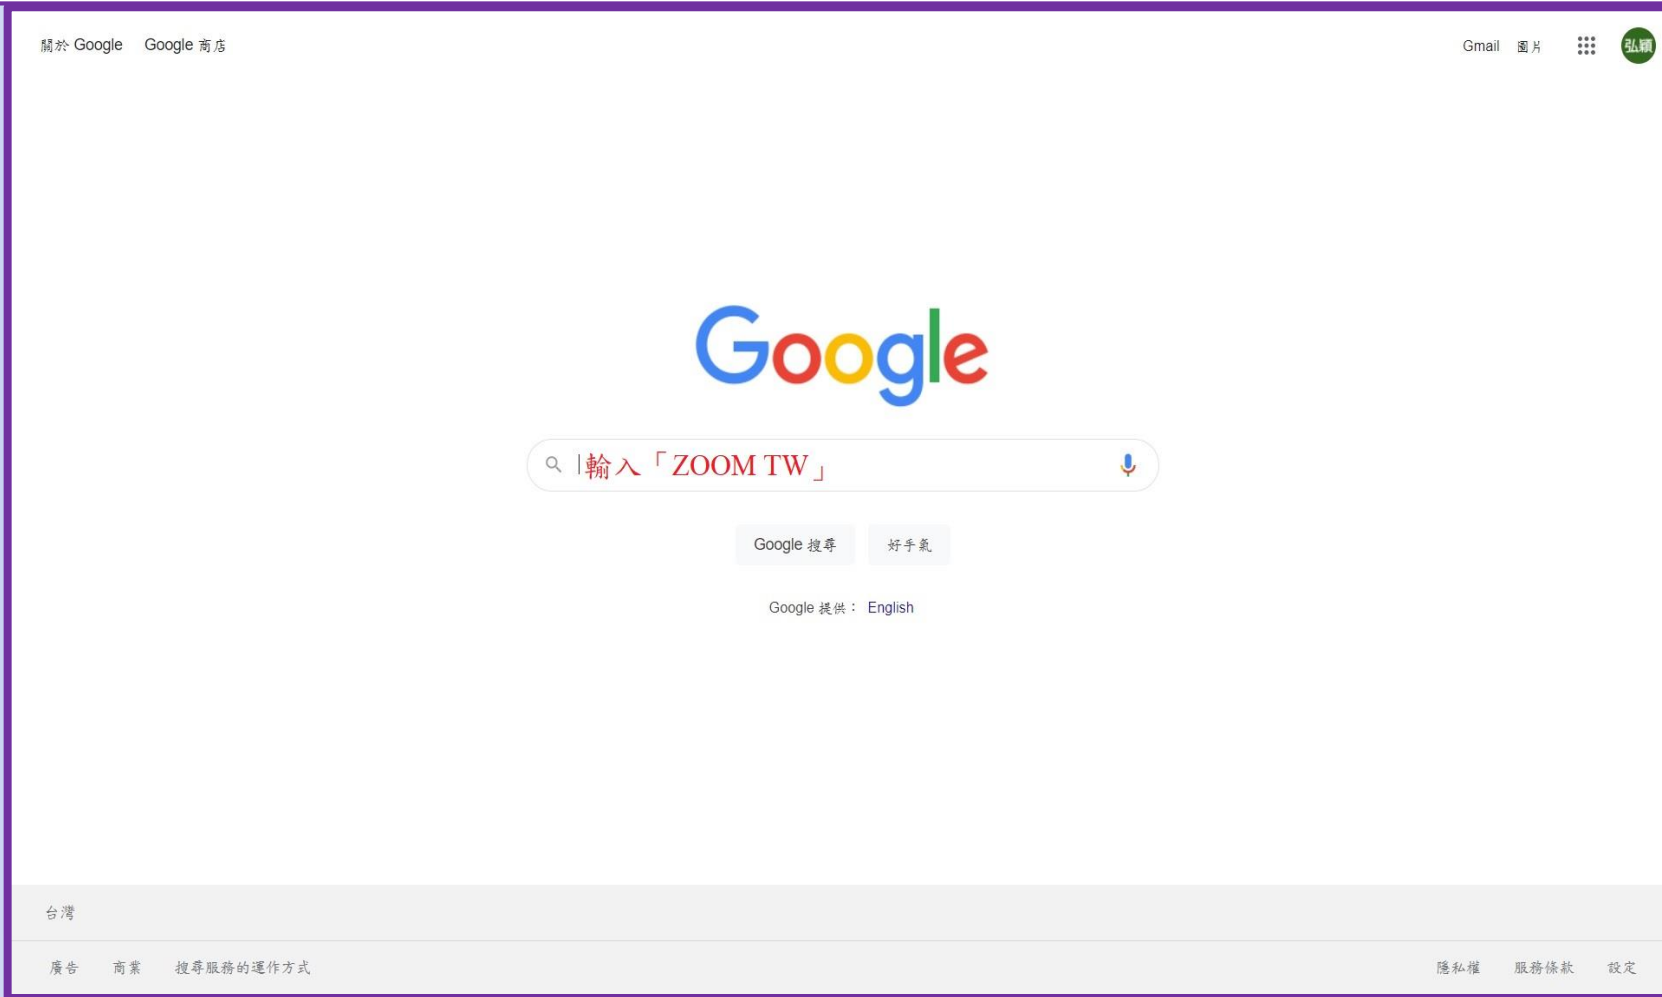 關於 Google Google 商店 Gmail 圖片 弘穎
Google
輸入「ZOOM TW」
Google 搜尋 好手氣
Google 提供： English
台灣
廣告 商業 搜尋服務的運作方式 隱私權 服務條款 設定